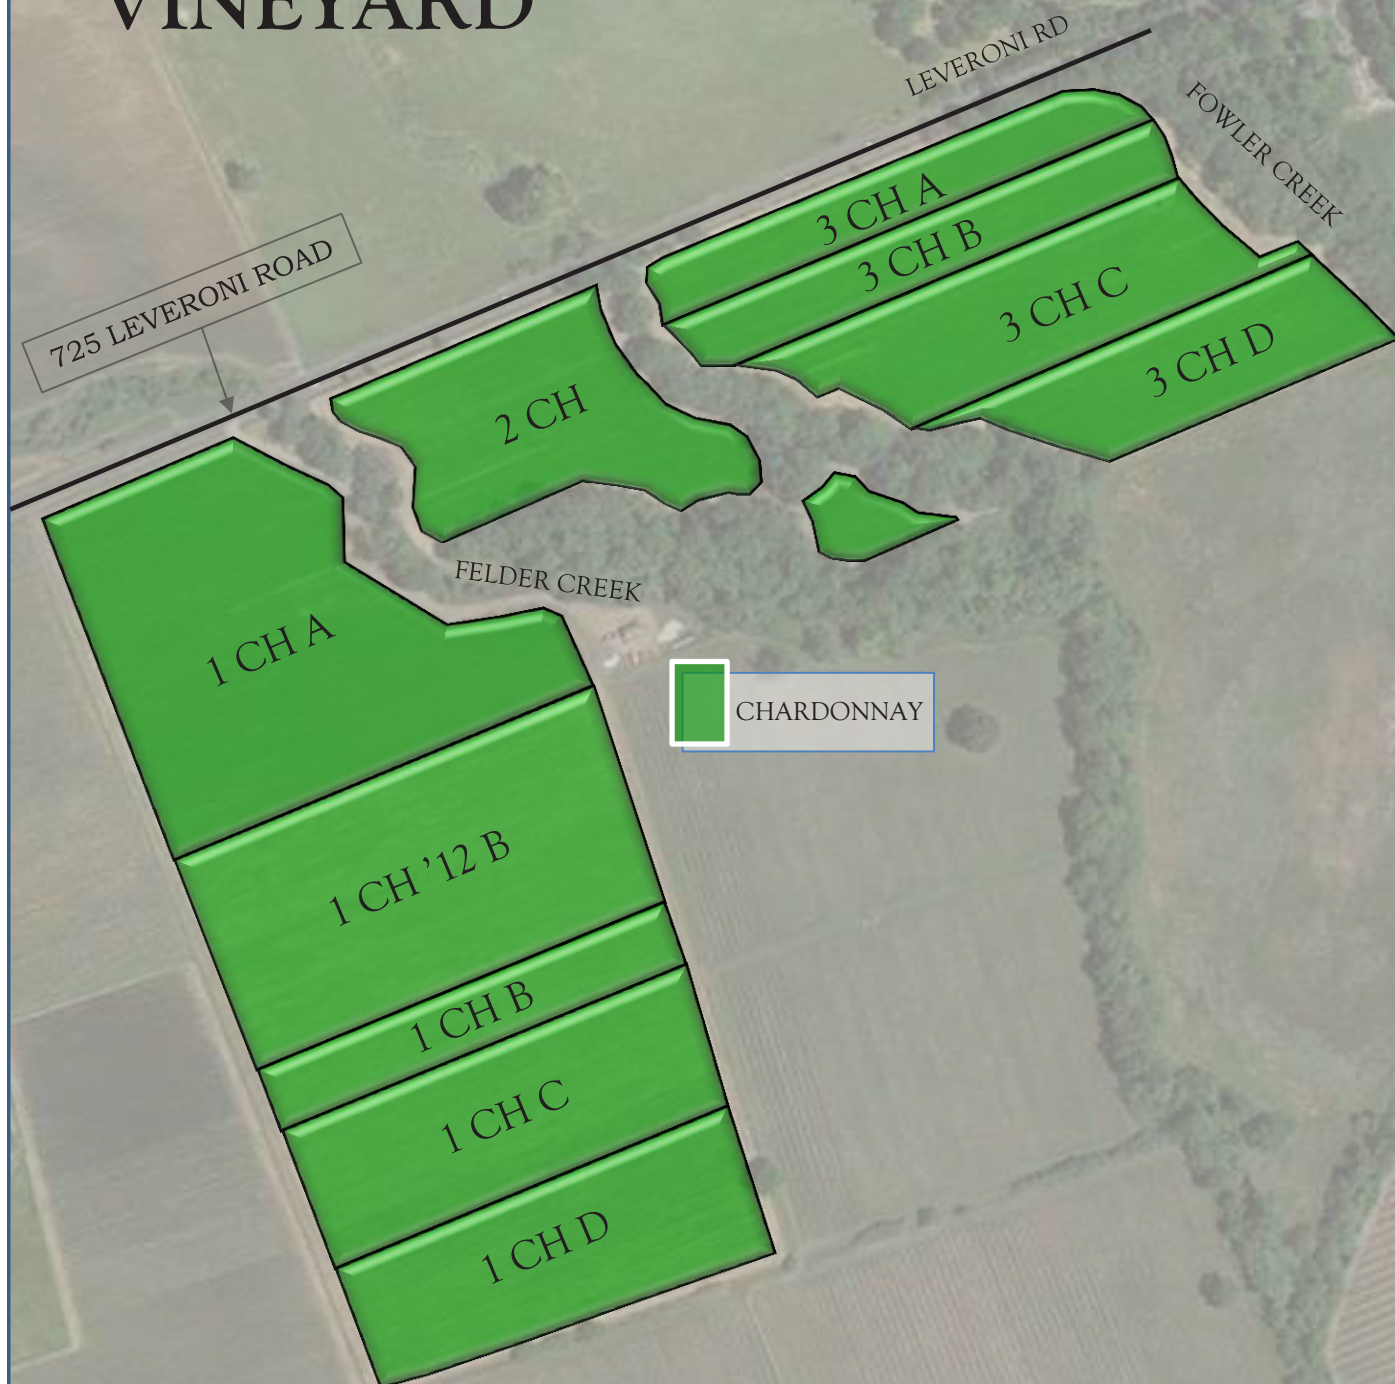 VINEYARD
LEVERONI RD
FOWLER CREEK
725 LEVERONI ROAD
3 CH A
3 CH B
3 CH C
3 CH D
2 CH
FELDER CREEK
1 CH A
CHARDONNAY
1 CH ’12 B
1 CH B
1 CH C
1 CH D